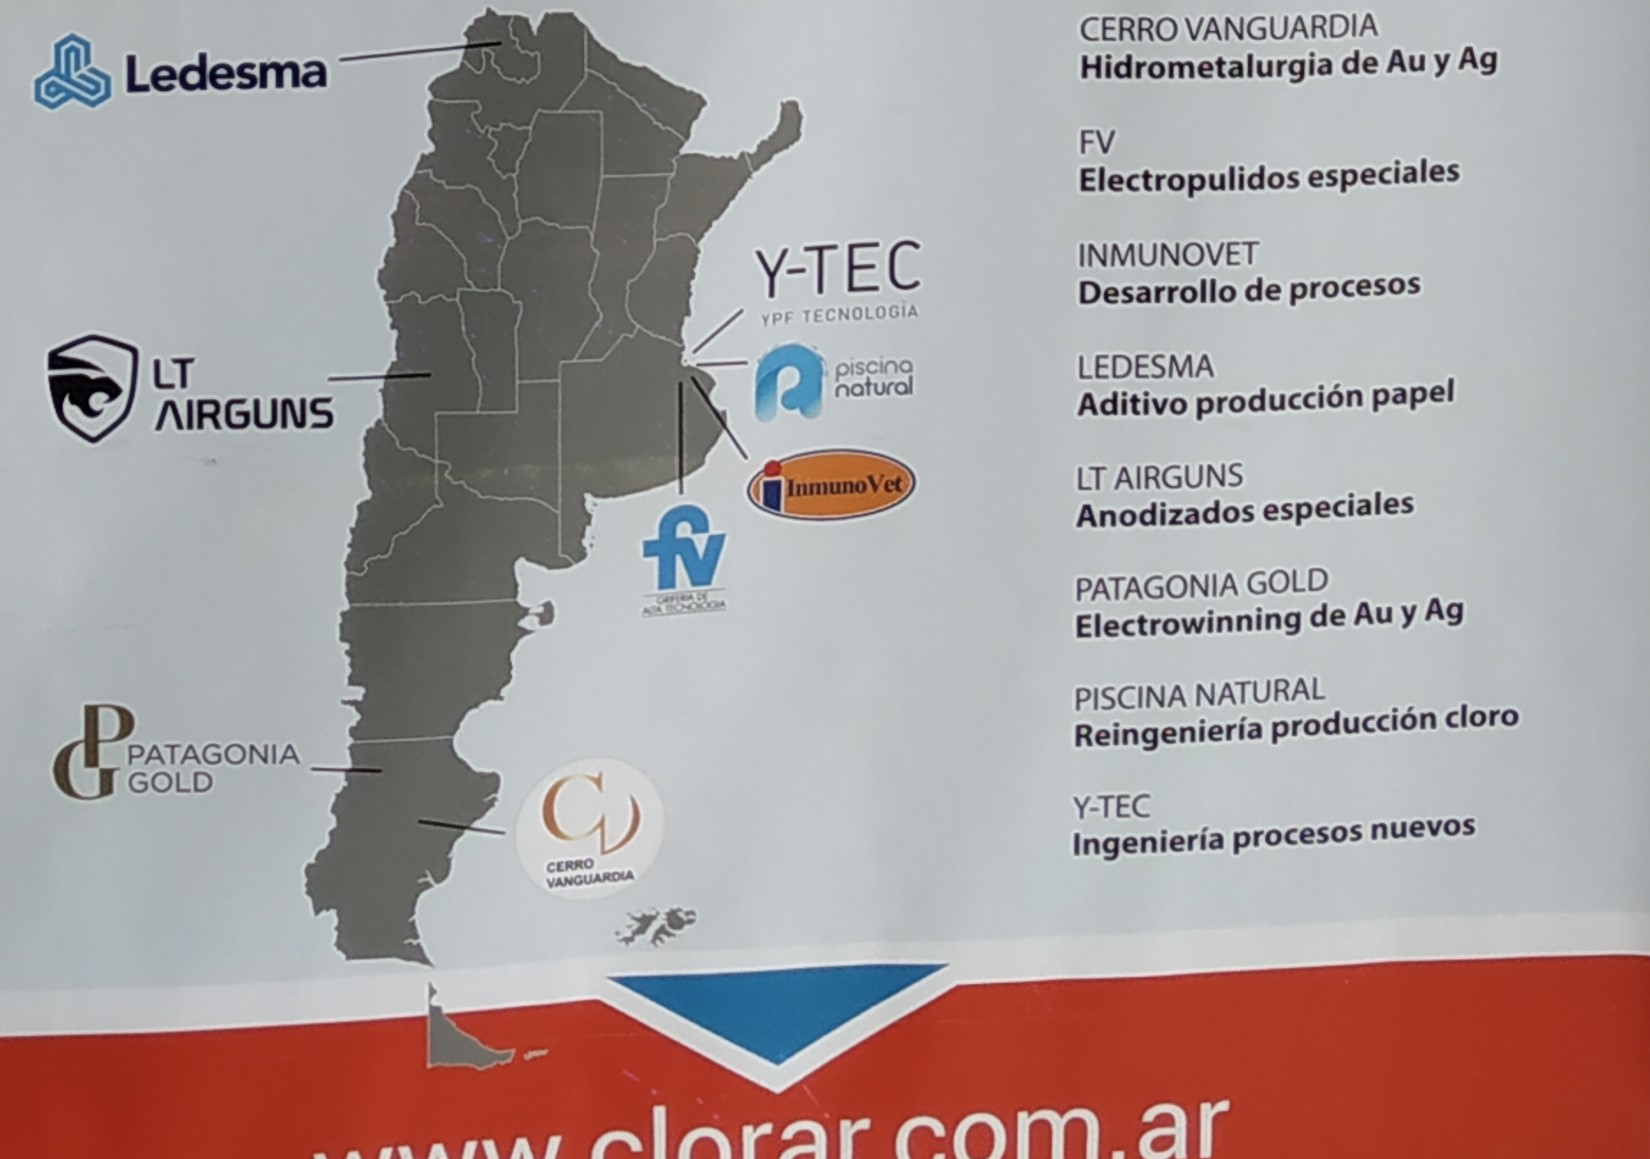 Ledesma
LT
AIRGUNS
PATAGONIA
GOLD
Y-TEC
YPF TECNOLOGÍA
piscina
natural
InmunoVet
fv
GRIFERÍA DE
ALTA TECNOLOGÍA
CERRO
VANGUARDIA
CERRO VANGUARDIA
Hidrometalurgia de Au y Ag
FV
Electropulidos especiales
INMUNOVET
Desarrollo de procesos
LEDESMA
Aditivo producción papel
LT AIRGUNS
Anodizados especiales
PATAGONIA GOLD
Electrowinning de Au y Ag
PISCINA NATURAL
Reingeniería producción cloro
Y-TEC
Ingeniería procesos nuevos
www.clorar.com.ar